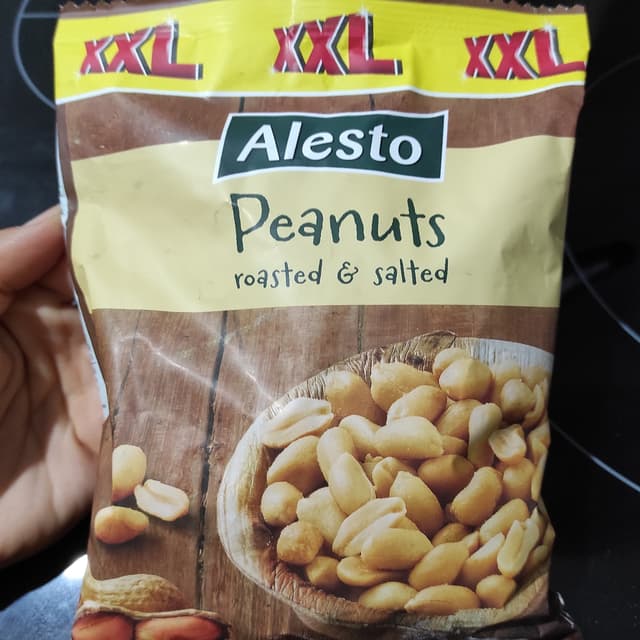 XXL XXL XXL
Alesto
Peanuts
roasted & salted